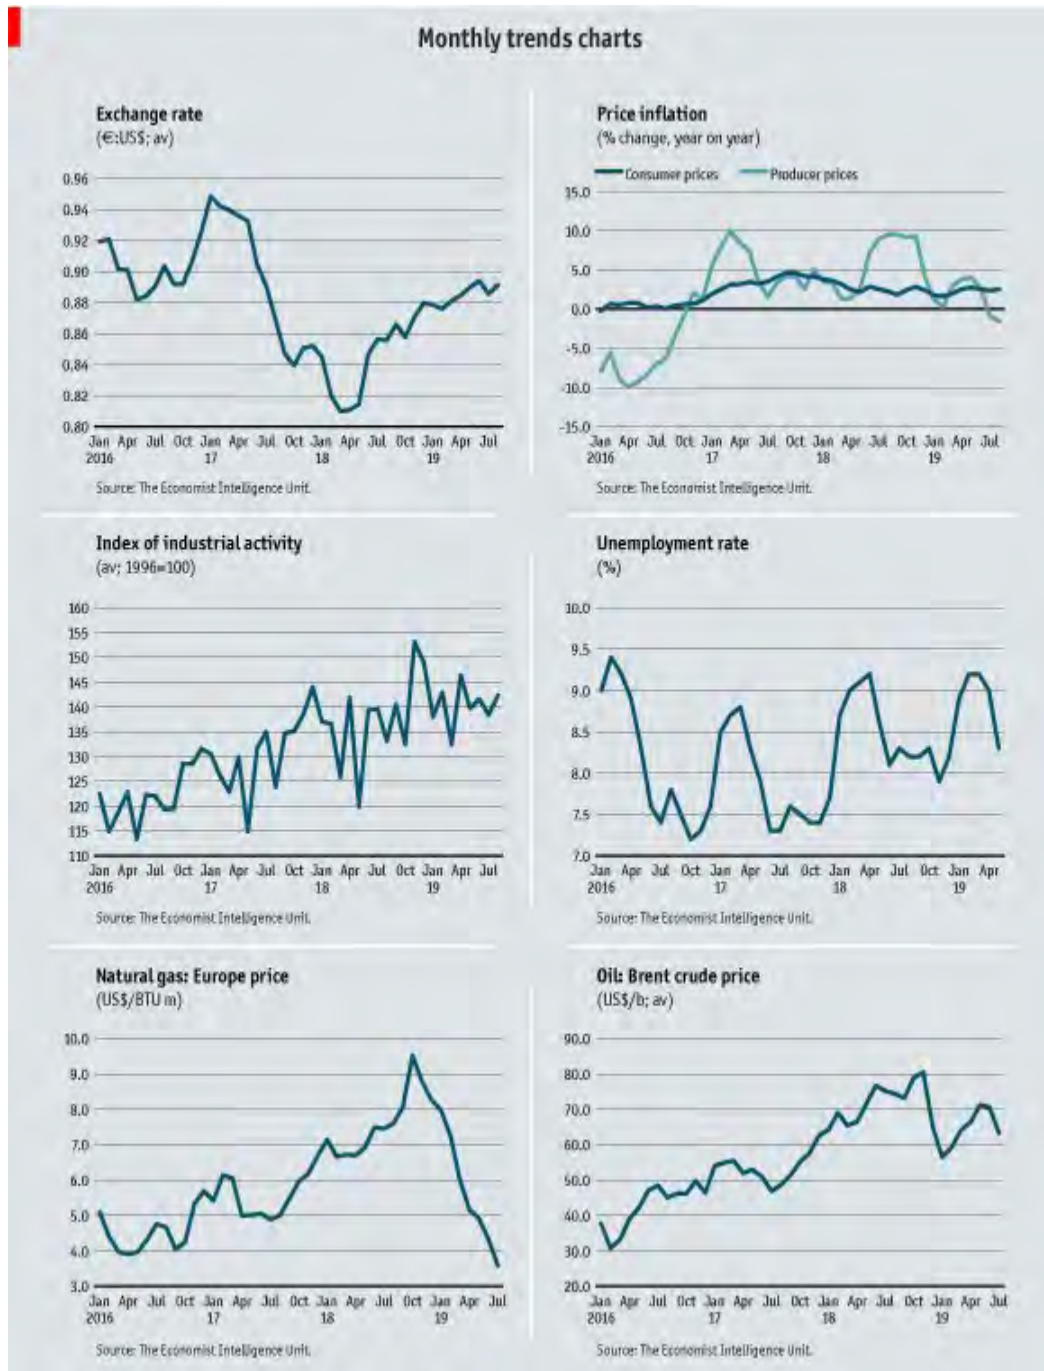 Monthly trends charts
Exchange rate
(€:US$; av)
0.96
0.94
0.92
0.90
0.88
0.86
0.84
0.82
0.80
Jan Apr Jul Oct Jan Apr Jul Oct Jan Apr Jul Oct Jan Apr Jul
2016 17 18 19
Source: The Economist Intelligence Unit.
Price inflation
(% change, year on year)
Consumer prices Producer prices
15.0
10.0
5.0
0.0
-5.0
-10.0
-15.0
Jan Apr Jul Oct Jan Apr Jul Oct Jan Apr Jul Oct Jan Apr Jul
2016 17 18 19
Source: The Economist Intelligence Unit.
Index of industrial activity
(av; 1996=100)
160
155
150
145
140
135
130
125
120
115
110
Jan Apr Jul Oct Jan Apr Jul Oct Jan Apr Jul Oct Jan Apr Jul
2016 17 18 19
Source: The Economist Intelligence Unit.
Unemployment rate
(%)
10.0
9.5
9.0
8.5
8.0
7.5
7.0
Jan Apr Jul Oct Jan Apr Jul Oct Jan Apr Jul Oct Jan Apr
2016 17 18 19
Source: The Economist Intelligence Unit.
Natural gas: Europe price
(US$/BTU m)
10.0
9.0
8.0
7.0
6.0
5.0
4.0
3.0
Jan Apr Jul Oct Jan Apr Jul Oct Jan Apr Jul Oct Jan Apr Jul
2016 17 18 19
Source: The Economist Intelligence Unit.
Oil: Brent crude price
(US$/b; av)
90.0
80.0
70.0
60.0
50.0
40.0
30.0
20.0
Jan Apr Jul Oct Jan Apr Jul Oct Jan Apr Jul Oct Jan Apr Jul
2016 17 18 19
Source: The Economist Intelligence Unit.